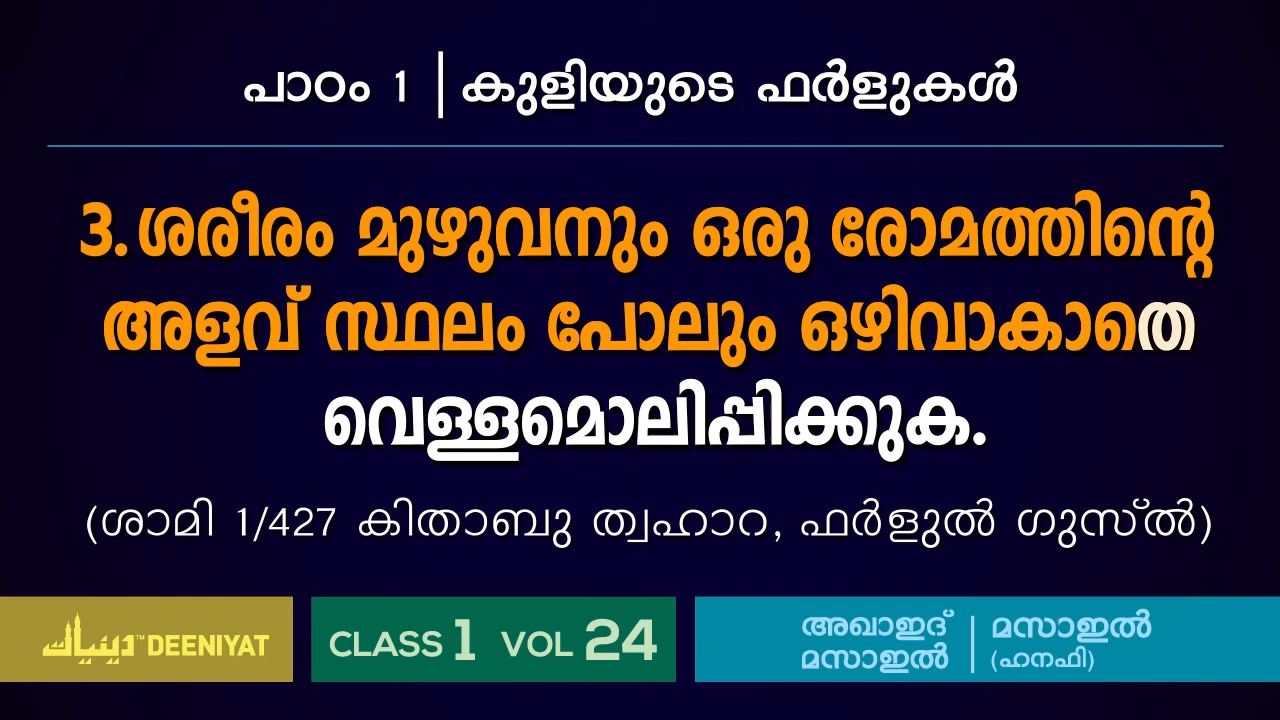 പാഠം 1 | കുളിയുടെ ഫർളുകൾ
3. ശരീരം മുഴുവനും ഒരു രോമത്തിന്റെ
അളവ് സ്ഥലം പോലും ഒഴിവാകാതെ
വെള്ളമൊലിപ്പിക്കുക.
(ശാമി 1/427 കിതാബു ത്വഹാറ, ഫർളുൽ ഗുസ്ൽ)
دینیات™ DEENIYAT
CLASS 1 VOL 24
അഖാഇദ്
മസാഇൽ
മസാഇൽ
(ഹനഫി)